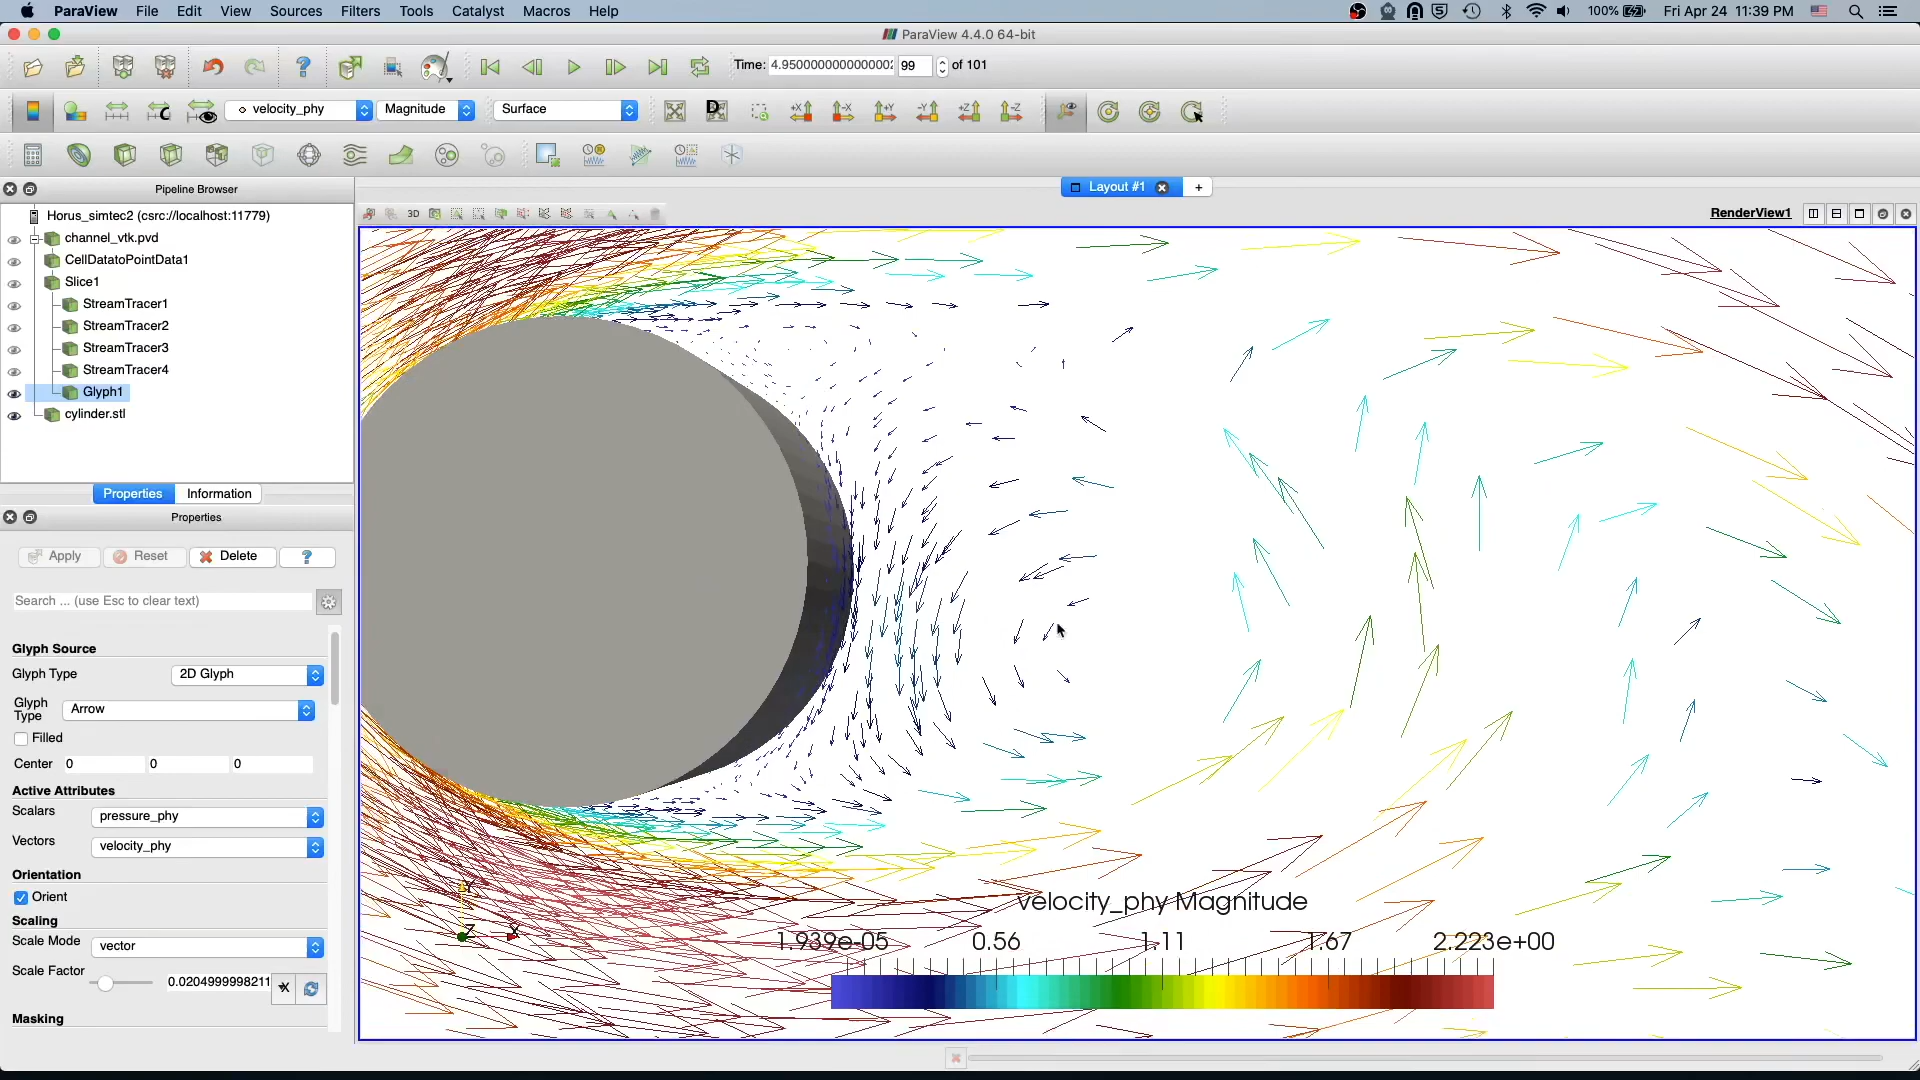 ParaView File Edit View Sources Filters Tools Catalyst Macros Help
100% Fri Apr 24 11:39 PM
ParaView 4.4.0 64-bit
Time: 4.9500000000000002 99 of 101
velocity_phy Magnitude Surface
+X -X +Y -Y +Z -Z
Pipeline Browser
Layout #1 +
Horus_simtec2 (csrc://localhost:11779)
3D
RenderView1
channel_vtk.pvd
CellDatatoPointData1
Slice1
StreamTracer1
StreamTracer2
StreamTracer3
StreamTracer4
Glyph1
cylinder.stl
Properties Information
Properties
Apply Reset Delete ?
Search ... (use Esc to clear text)
Glyph Source
Glyph Type 2D Glyph
Glyph Type Arrow
Filled
Center 0 0 0
Active Attributes
Scalars pressure_phy
Vectors velocity_phy
Orientation
Orient
Scaling
Scale Mode vector
Scale Factor 0.0204999998211
Masking
Y
Z X
velocity_phy Magnitude
1.939e-05 0.56 1.11 1.67 2.223e+00